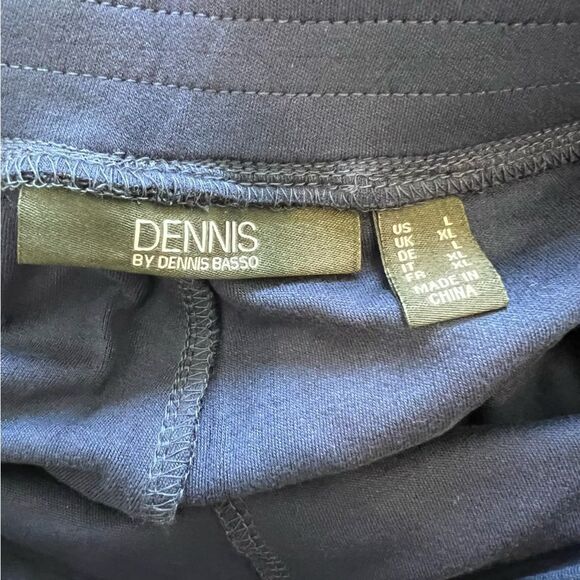 DENNIS
BY DENNIS BASSO
US L
UK XL
DE L
IT XL
FR XL
MADE IN
CHINA